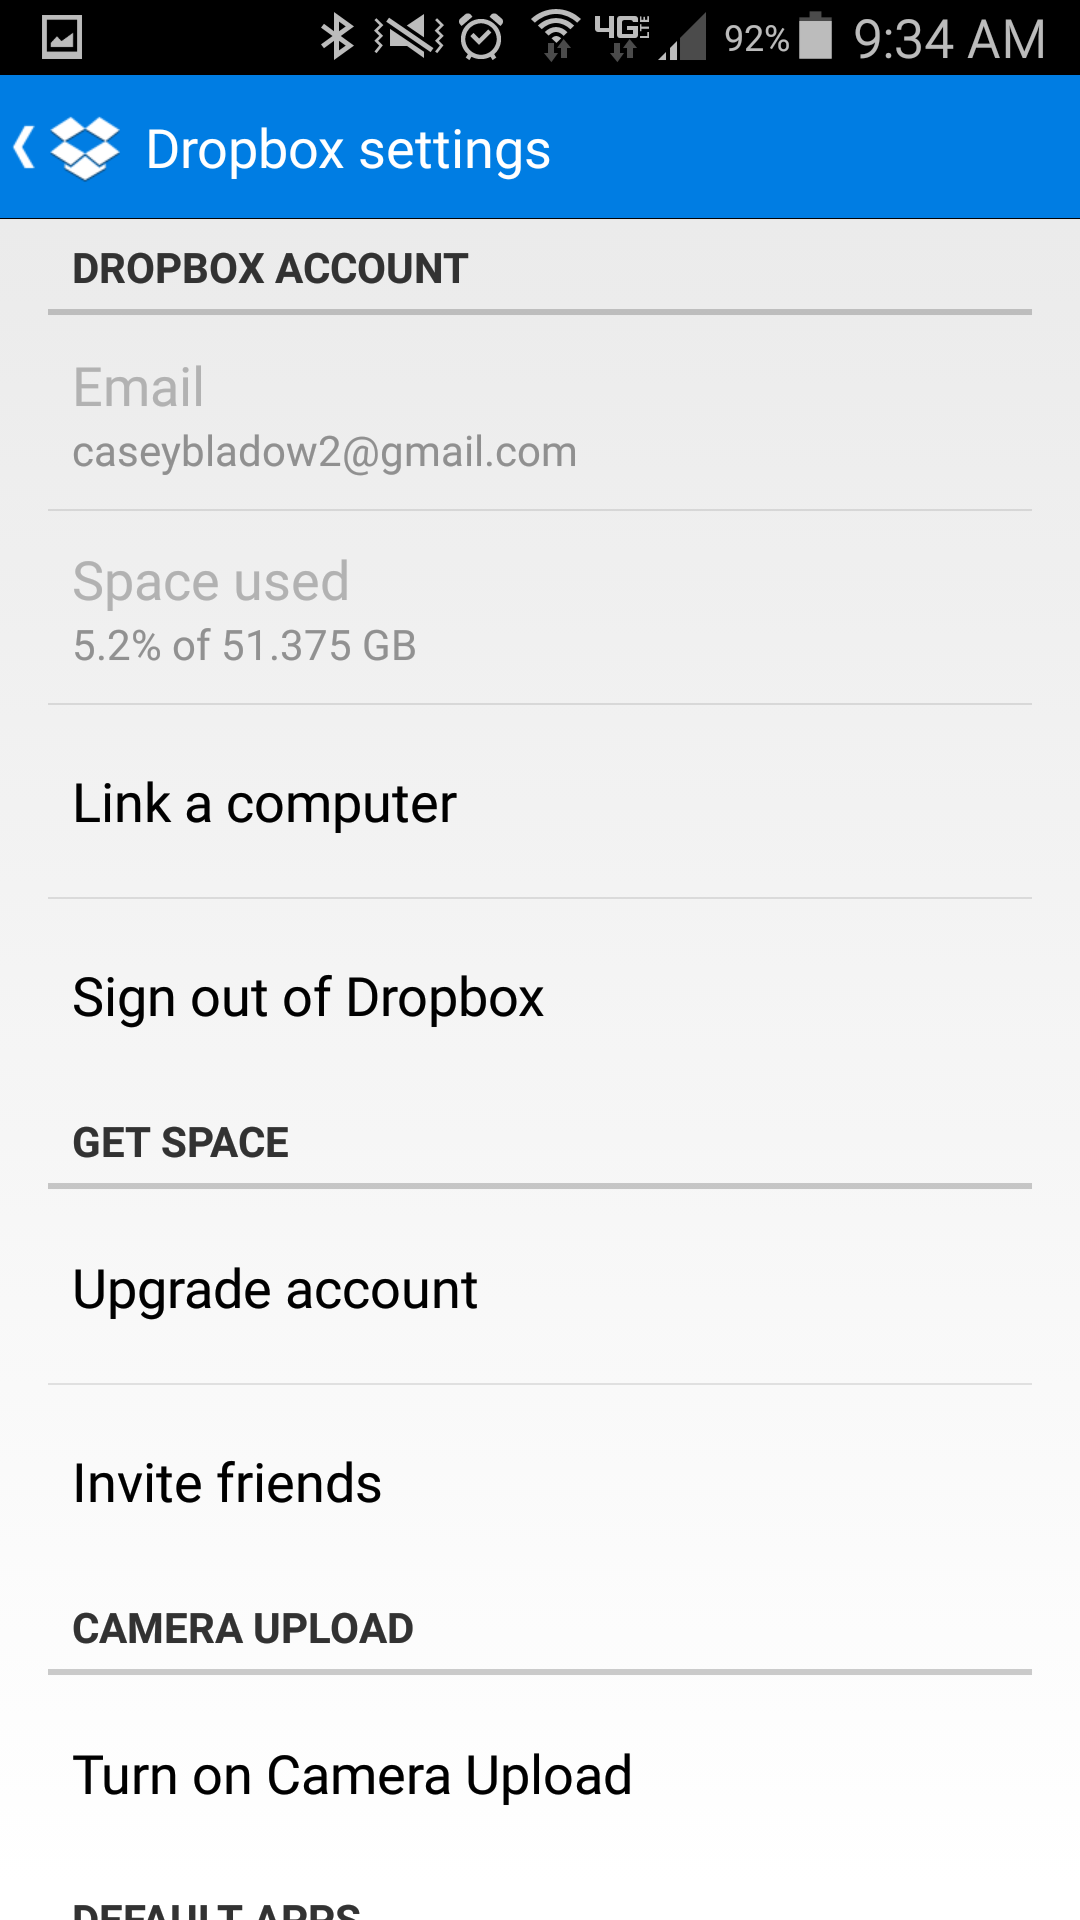 4G LTE 92% 9:34 AM
Dropbox settings
DROPBOX ACCOUNT
Email
caseybladow2@gmail.com
Space used
5.2% of 51.375 GB
Link a computer
Sign out of Dropbox
GET SPACE
Upgrade account
Invite friends
CAMERA UPLOAD
Turn on Camera Upload
DEFAULT APPS